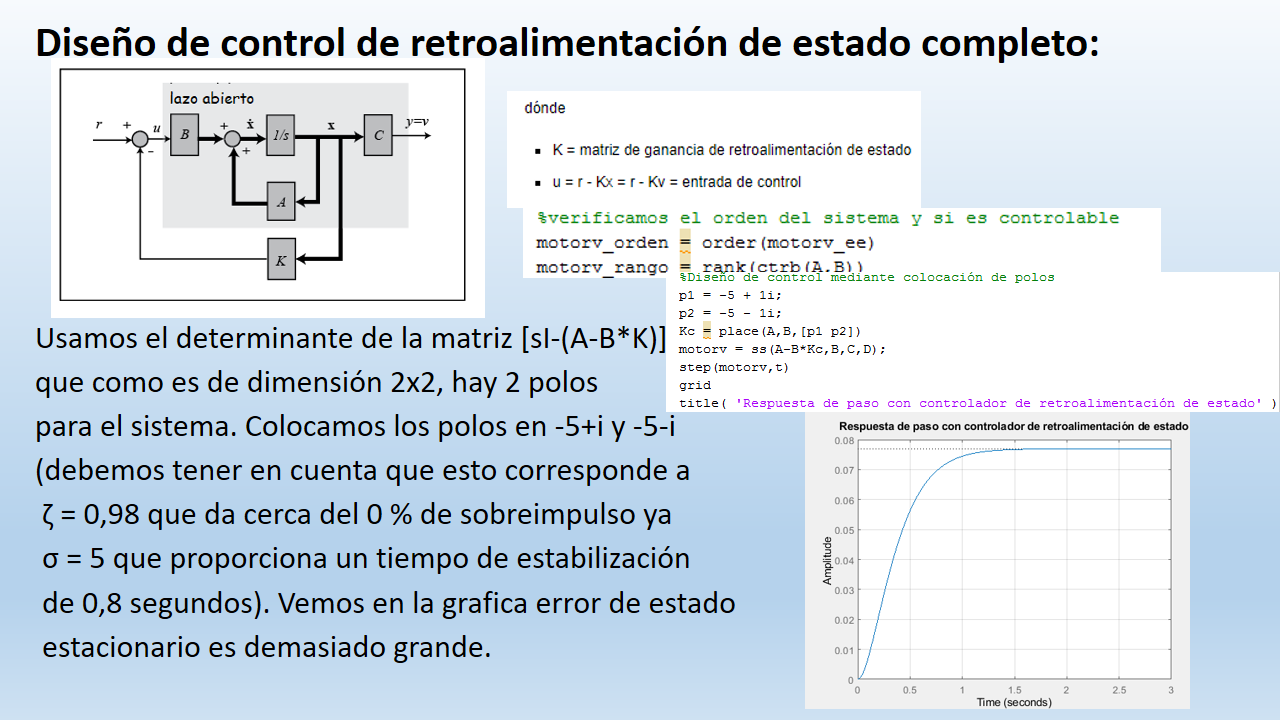 Diseño de control de retroalimentación de estado completo:
lazo abierto
r
+
-
u
B
+
+
ẋ
1/s
x
C
y=v
A
K
dónde
▪ K = matriz de ganancia de retroalimentación de estado
▪ u = r - Kx = r - Kv = entrada de control
%verificamos el orden del sistema y si es controlable
motorv_orden = order(motorv_ee)
motorv_rango = rank(ctrb(A,B))
%Diseño de control mediante colocación de polos
p1 = -5 + 1i;
p2 = -5 - 1i;
Kc = place(A,B,[p1 p2])
motorv = ss(A-B*Kc,B,C,D);
step(motorv,t)
grid
title( 'Respuesta de paso con controlador de retroalimentación de estado' )
Usamos el determinante de la matriz [sI-(A-B*K)]
que como es de dimensión 2x2, hay 2 polos
para el sistema. Colocamos los polos en -5+i y -5-i
(debemos tener en cuenta que esto corresponde a
ζ = 0,98 que da cerca del 0 % de sobreimpulso ya
σ = 5 que proporciona un tiempo de estabilización
de 0,8 segundos). Vemos en la grafica error de estado
estacionario es demasiado grande.
Respuesta de paso con controlador de retroalimentación de estado
Amplitude
0.08
0.07
0.06
0.05
0.04
0.03
0.02
0.01
0
0 0.5 1 1.5 2 2.5 3
Time (seconds)